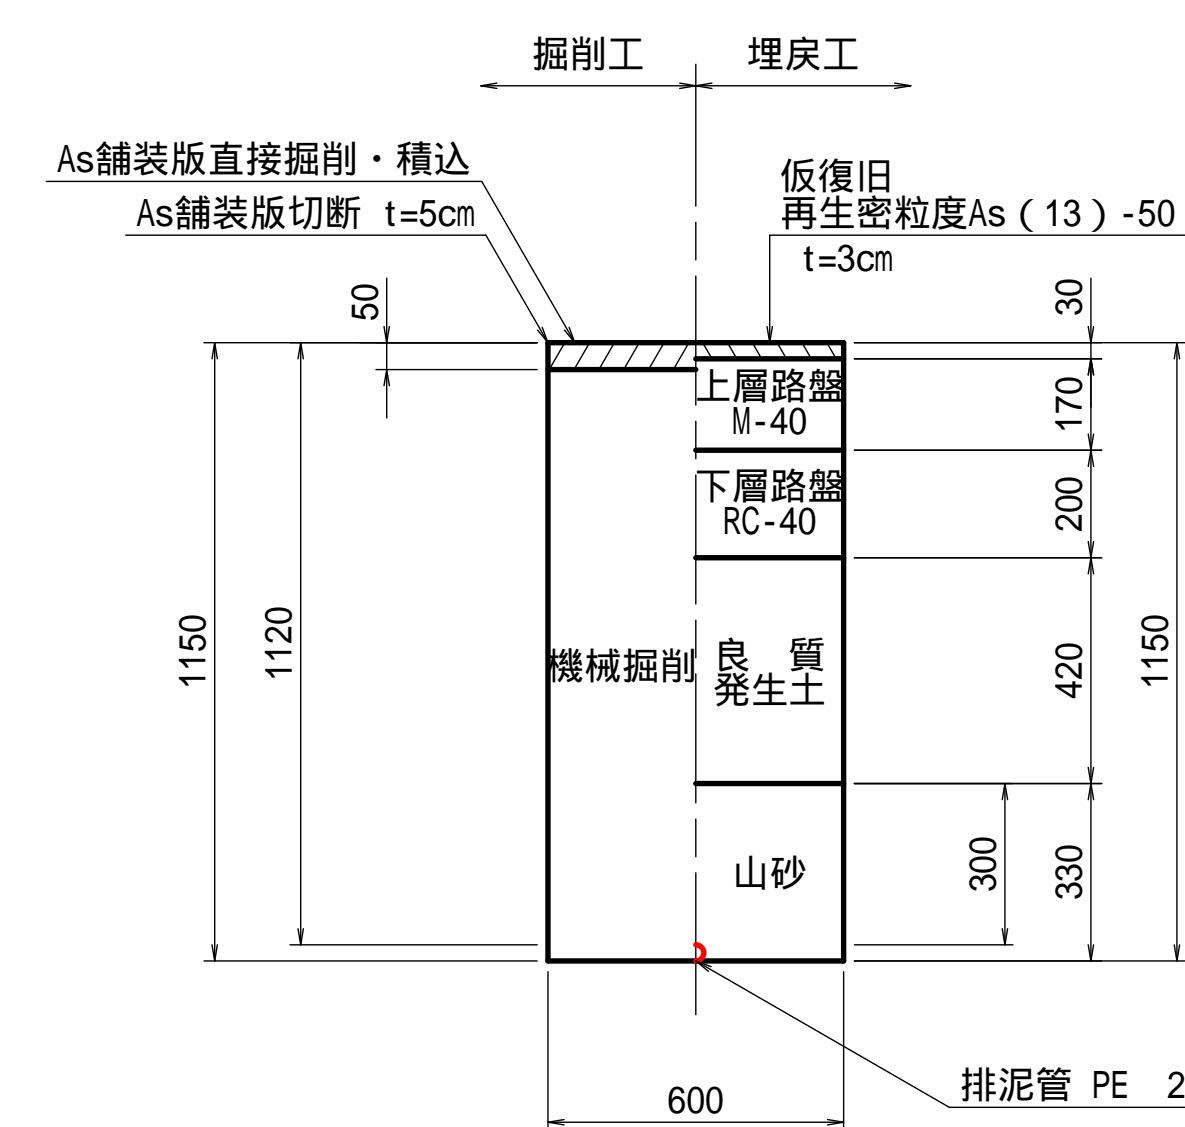 掘削工
埋戻工
As舗装版直接掘削・積込
As舗装版切断 t=5㎝
仮復旧
再生密粒度As(13)-50
t=3㎝
50
30
上層路盤
M-40
170
下層路盤
RC-40
200
1150
1120
機械掘削
良 質
発生土
420
1150
山砂
300
330
排泥管 PE 2
600